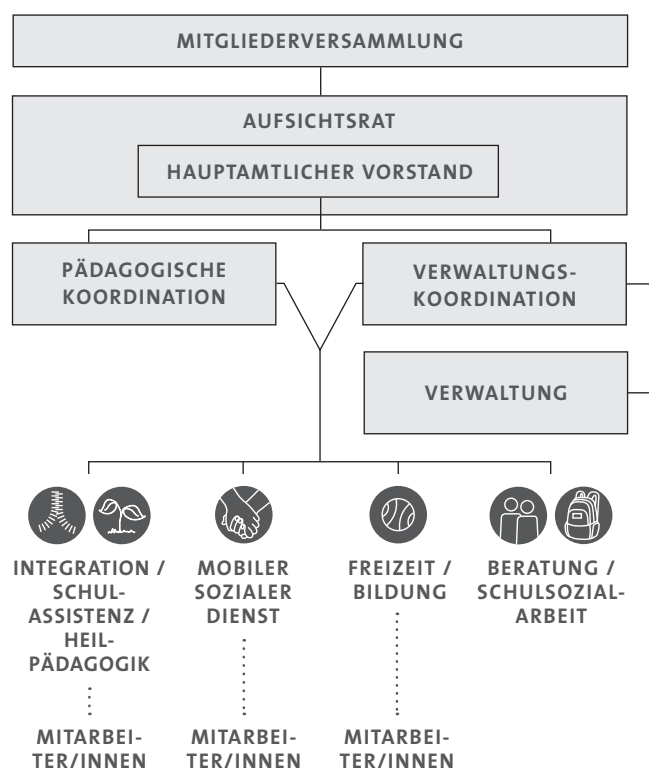 MITGLIEDERVERSAMMLUNG
AUFSICHTSRAT
HAUPTAMTLICHER VORSTAND
PÄDAGOGISCHE
KOORDINATION
VERWALTUNGS-
KOORDINATION
VERWALTUNG
INTEGRATION /
SCHUL-
ASSISTENZ /
HEIL-
PÄDAGOGIK
MITARBEI-
TER/INNEN
MOBILER
SOZIALER
DIENST
MITARBEI-
TER/INNEN
FREIZEIT /
BILDUNG
MITARBEI-
TER/INNEN
BERATUNG /
SCHULSOZIAL-
ARBEIT